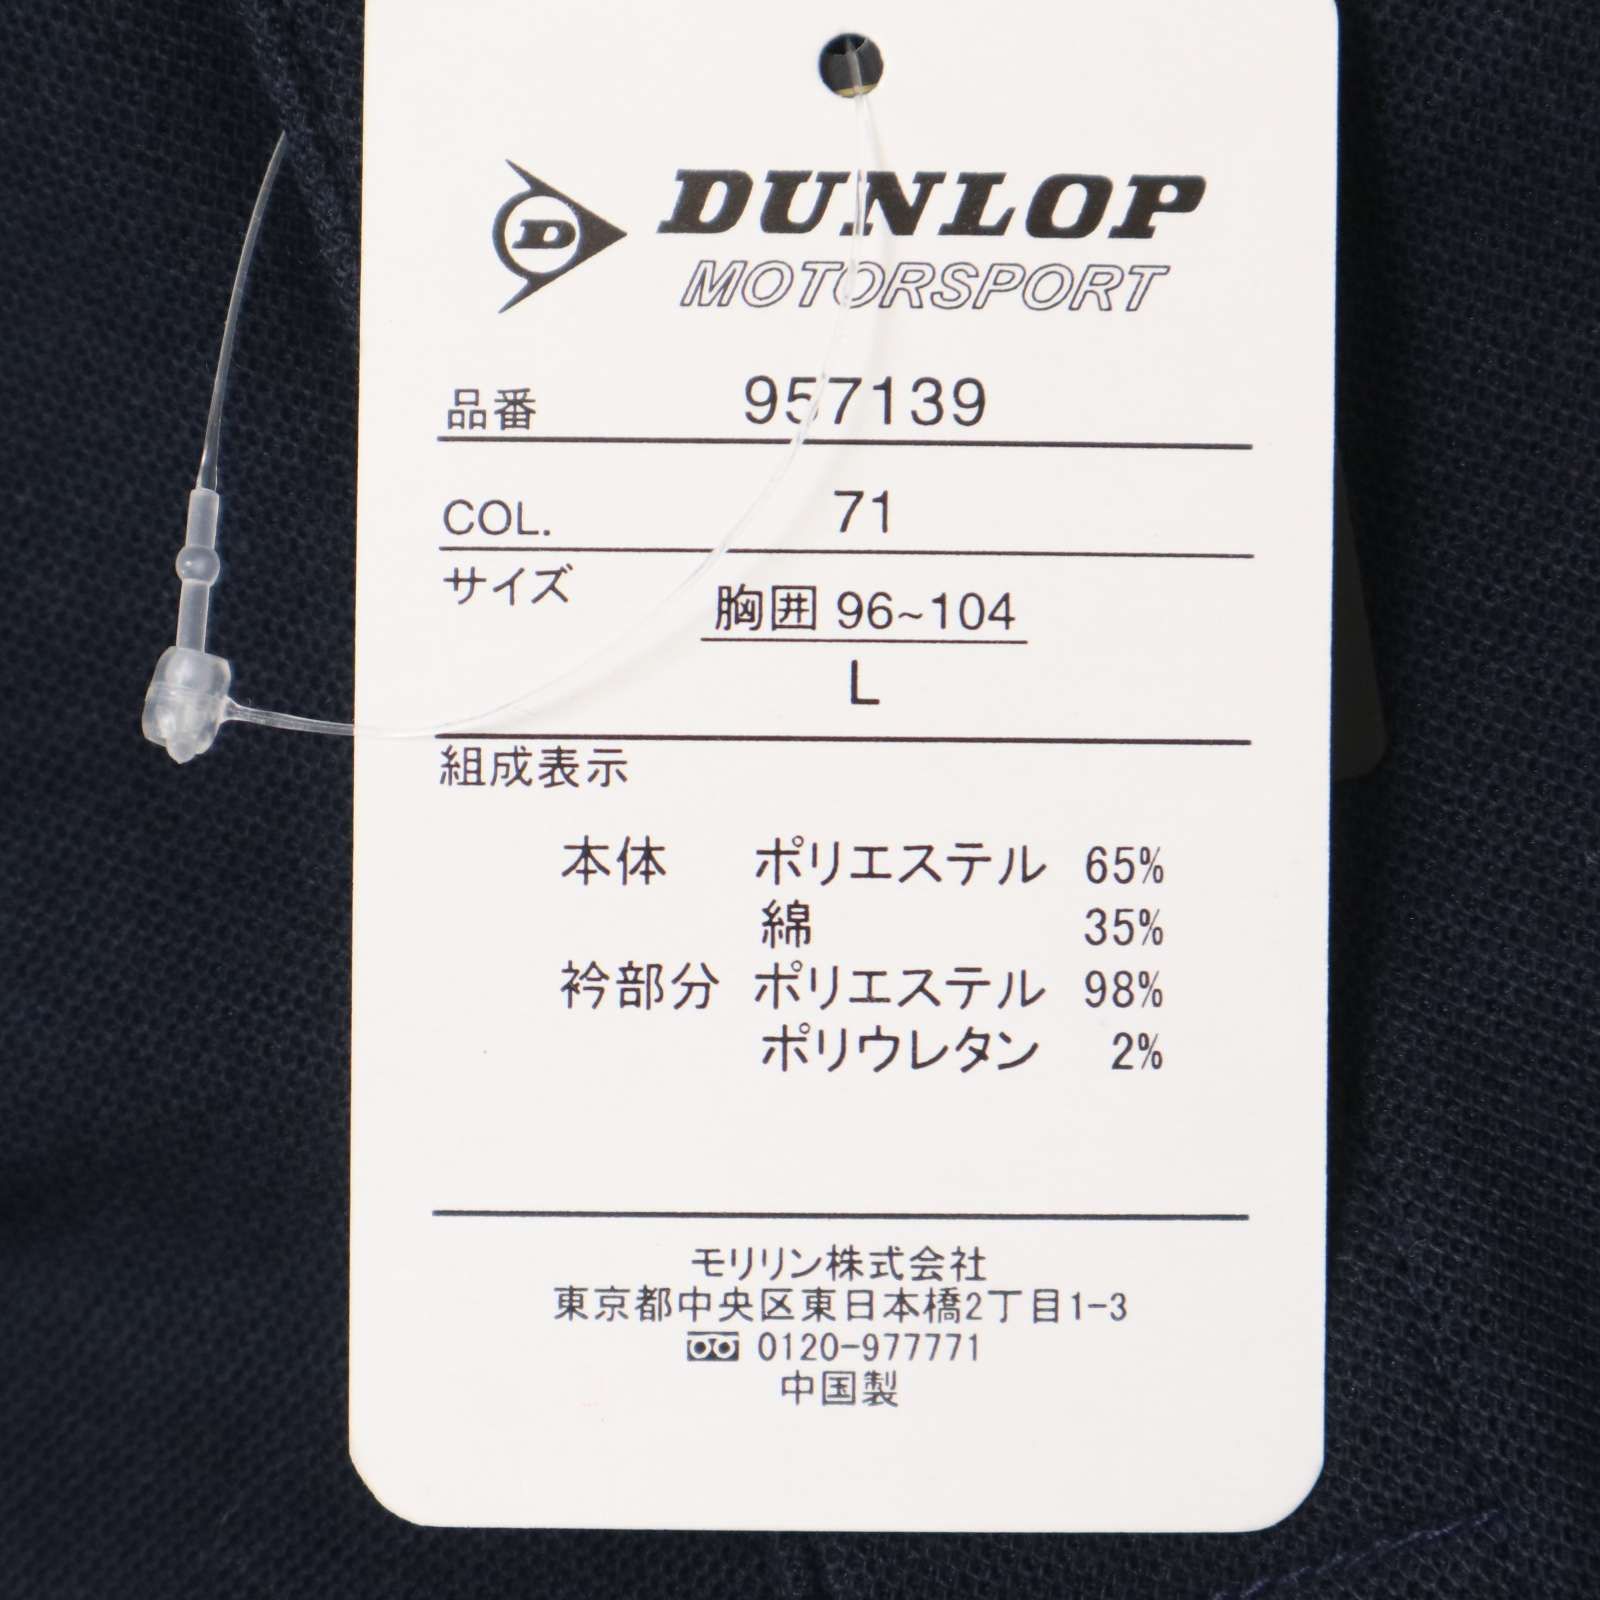 D DUNLOP
MOTORSPORT
品番 957139
COL. 71
サイズ 胸囲 96~104
L
組成表示
本体 ポリエステル 65%
綿 35%
衿部分 ポリエステル 98%
ポリウレタン 2%
モリリン株式会社
東京都中央区東日本橋2丁目1-3
0120-977771
中国製